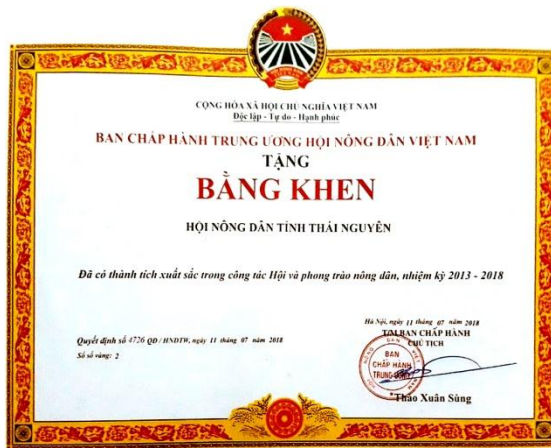 CỘNG HÒA XÃ HỘI CHỦ NGHĨA VIỆT NAM
Độc lập - Tự do - Hạnh phúc
BAN CHẤP HÀNH TRUNG ƯƠNG HỘI NÔNG DÂN VIỆT NAM
TẶNG
BẰNG KHEN
HỘI NÔNG DÂN TỈNH THÁI NGUYÊN
Đã có thành tích xuất sắc trong công tác Hội và phong trào nông dân, nhiệm kỳ 2013 - 2018
Hà Nội, ngày 11 tháng 07 năm 2018
T/M BAN CHẤP HÀNH
CHỦ TỊCH
Quyết định số 4726 QĐ / HNDTW, ngày 11 tháng 07 năm 2018
Số sổ vàng: 2
BAN
CHẤP HÀNH
TRUNG ƯƠNG
Thào Xuân Sùng